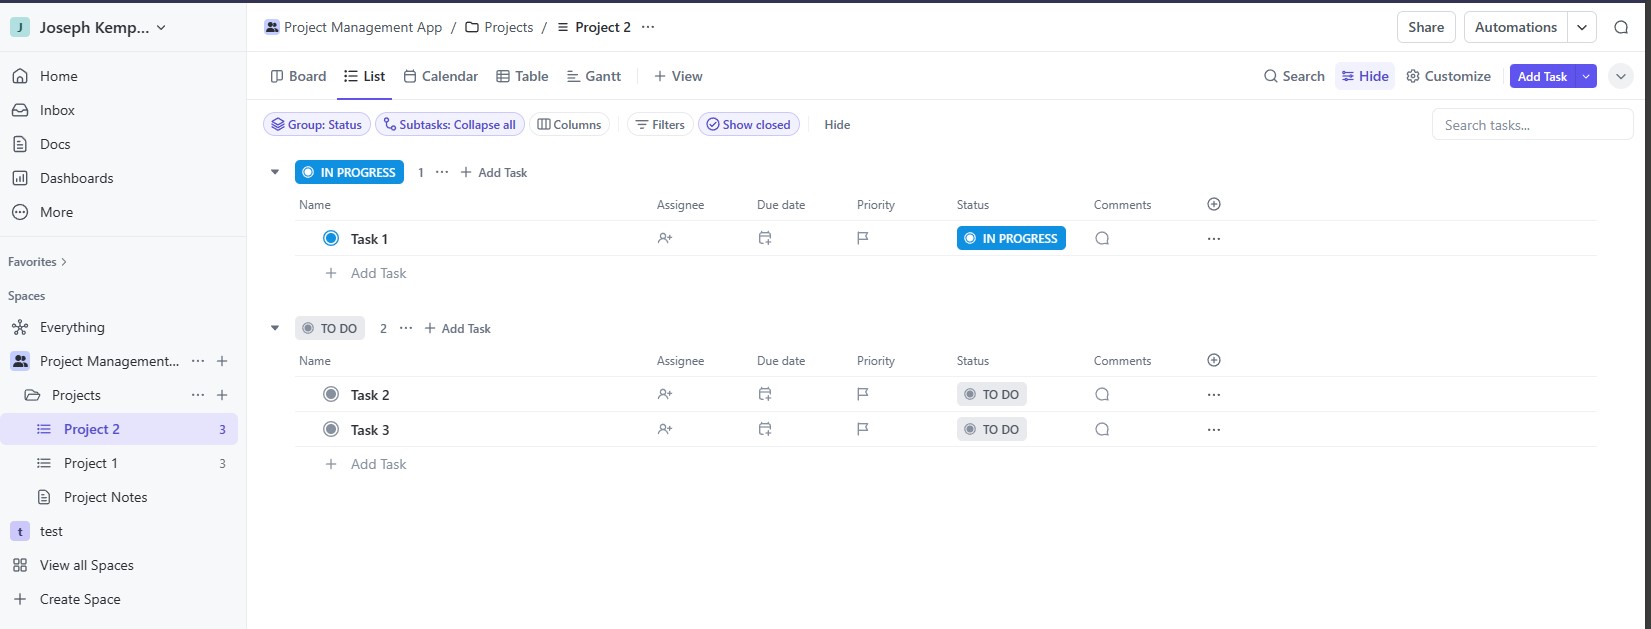 J Joseph Kemp...
Home
Inbox
Docs
Dashboards
More
Favorites
Spaces
Everything
Project Management...
Projects
Project 2 3
Project 1 3
Project Notes
t test
View all Spaces
Create Space
Project Management App / Projects / Project 2
Share Automations
Board List Calendar Table Gantt + View
Search Hide Customize Add Task
Group: Status Subtasks: Collapse all Columns Filters Show closed Hide Search tasks...
IN PROGRESS 1 ... + Add Task
Name Assignee Due date Priority Status Comments
Task 1 IN PROGRESS
+ Add Task
TO DO 2 ... + Add Task
Name Assignee Due date Priority Status Comments
Task 2 TO DO
Task 3 TO DO
+ Add Task